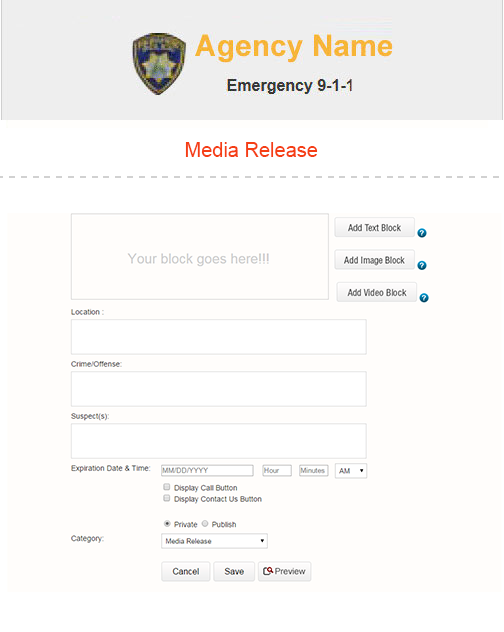 Agency Name
Emergency 9-1-1
Media Release
Your block goes here!!!
Add Text Block ?
Add Image Block ?
Add Video Block ?
Location :
Crime/Offense:
Suspect(s):
Expiration Date & Time: MM/DD/YYYY Hour Minutes AM
Display Call Button
Display Contact Us Button
Private Publish
Category: Media Release
Cancel Save Preview